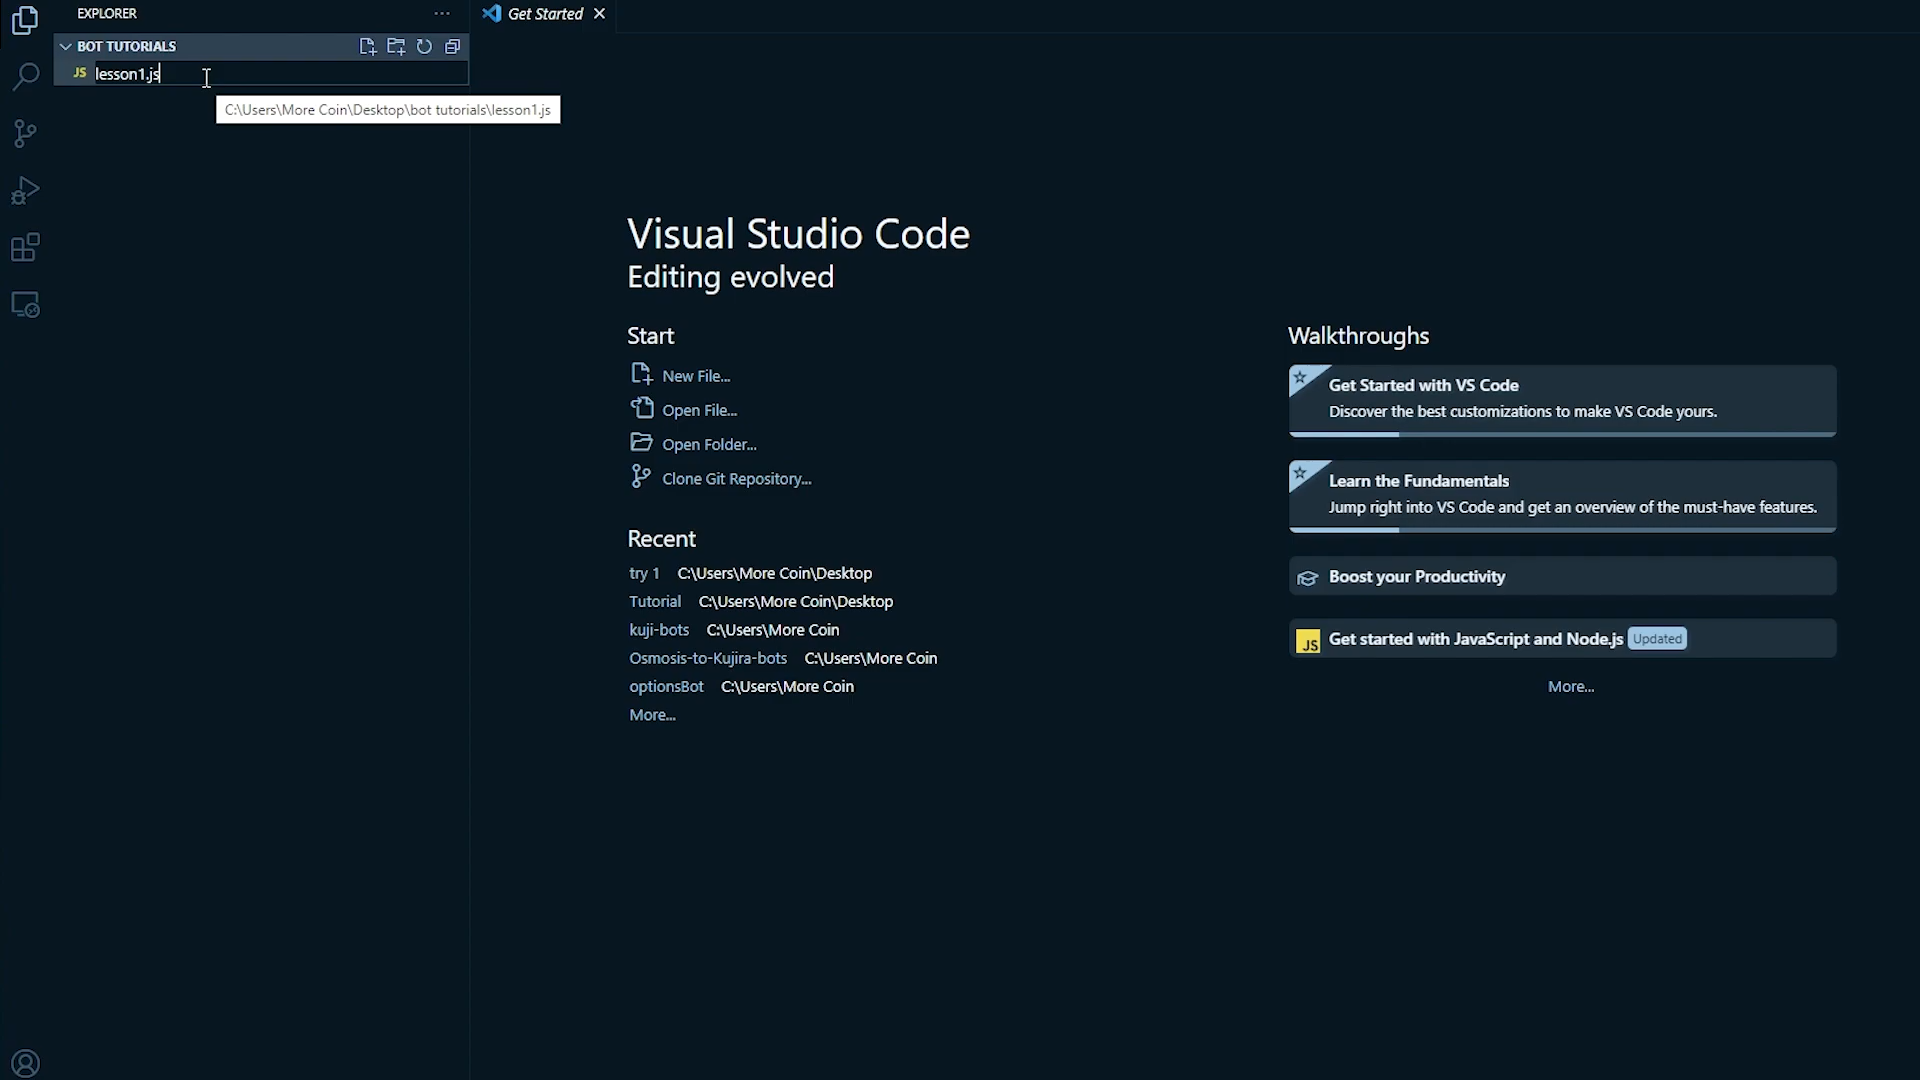 EXPLORER
Get Started
BOT TUTORIALS
JS lesson1.js
C:\Users\More Coin\Desktop\bot tutorials\lesson1.js
Visual Studio Code
Editing evolved
Start
New File...
Open File...
Open Folder...
Clone Git Repository...
Recent
try 1 C:\Users\More Coin\Desktop
Tutorial C:\Users\More Coin\Desktop
kuji-bots C:\Users\More Coin
Osmosis-to-Kujira-bots C:\Users\More Coin
optionsBot C:\Users\More Coin
More...
Walkthroughs
Get Started with VS Code
Discover the best customizations to make VS Code yours.
Learn the Fundamentals
Jump right into VS Code and get an overview of the must-have features.
Boost your Productivity
JS Get started with JavaScript and Node.js Updated
More...